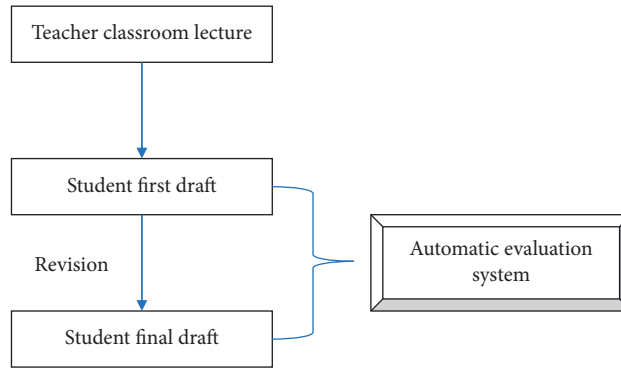 Teacher classroom lecture
Student first draft
Revision
Automatic evaluation
system
Student final draft